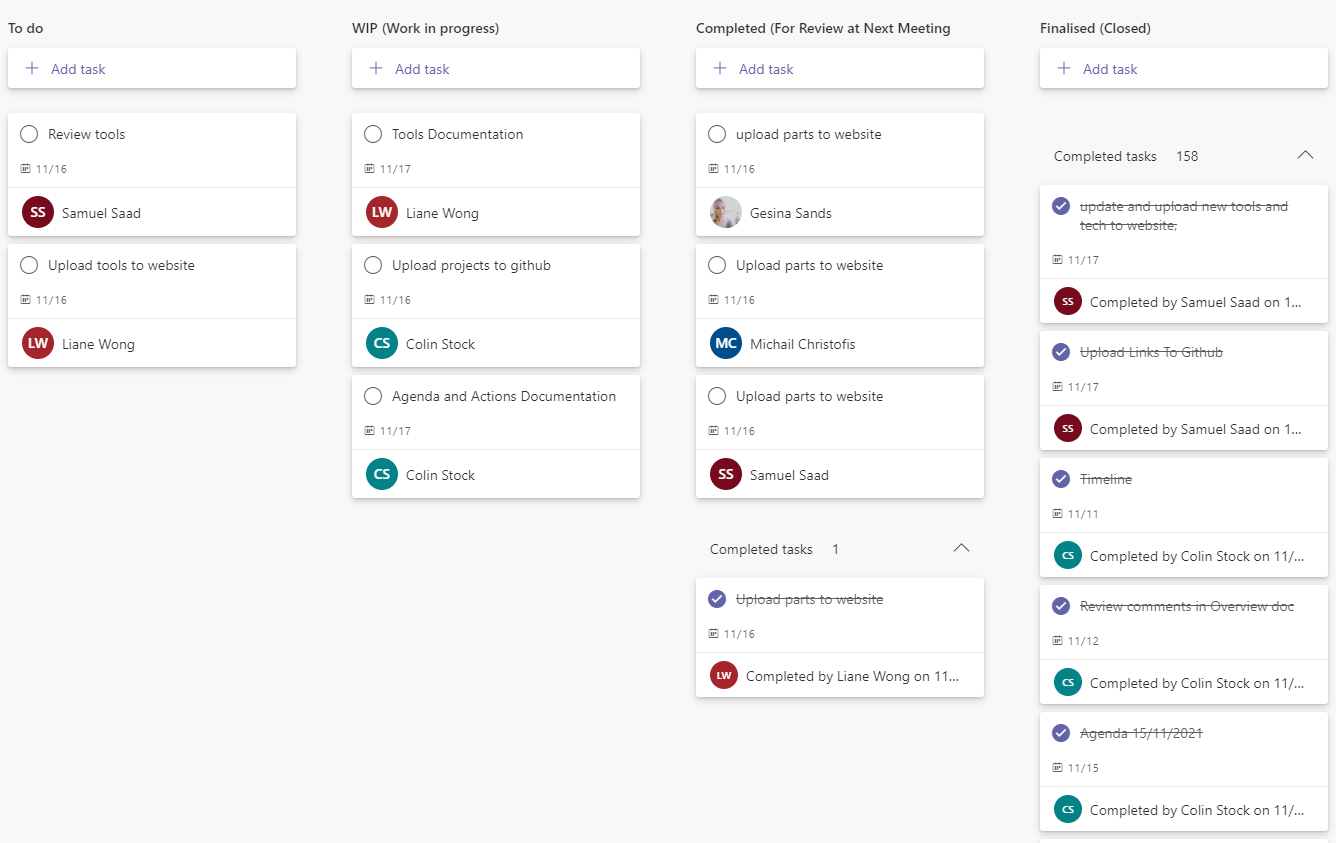 To do
Add task
Review tools
11/16
SS Samuel Saad
Upload tools to website
11/16
LW Liane Wong
WIP (Work in progress)
Add task
Tools Documentation
11/17
LW Liane Wong
Upload projects to github
11/16
CS Colin Stock
Agenda and Actions Documentation
11/17
CS Colin Stock
Completed (For Review at Next Meeting
Add task
upload parts to website
11/16
Gesina Sands
Upload parts to website
11/16
MC Michail Christofis
Upload parts to website
11/16
SS Samuel Saad
Completed tasks 1
Upload parts to website
11/16
LW Completed by Liane Wong on 11...
Finalised (Closed)
Add task
Completed tasks 158
update and upload new tools and
tech to website;
11/17
SS Completed by Samuel Saad on 1...
Upload Links To Github
11/17
SS Completed by Samuel Saad on 1...
Timeline
11/11
CS Completed by Colin Stock on 11/...
Review comments in Overview doc
11/12
CS Completed by Colin Stock on 11/...
Agenda 15/11/2021
11/15
CS Completed by Colin Stock on 11/...